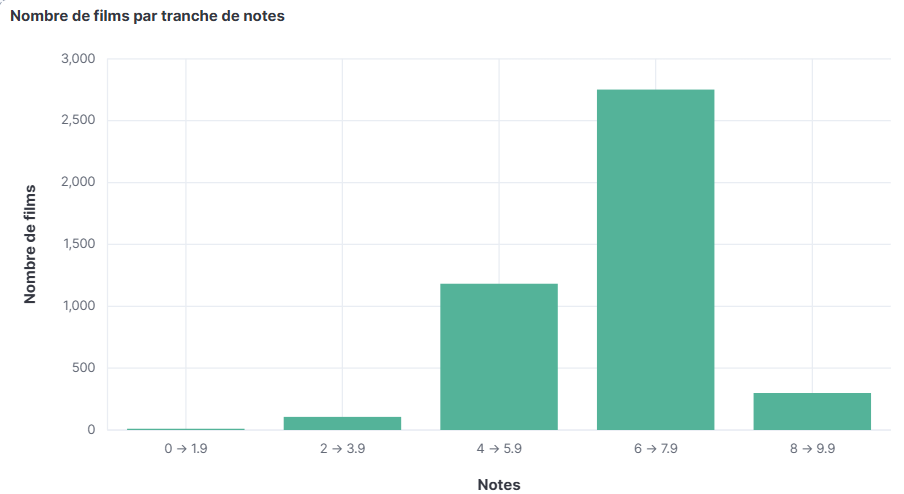 Nombre de films par tranche de notes
3,000
2,500
2,000
1,500
1,000
500
0
Nombre de films
0 → 1.9
2 → 3.9
4 → 5.9
6 → 7.9
8 → 9.9
Notes